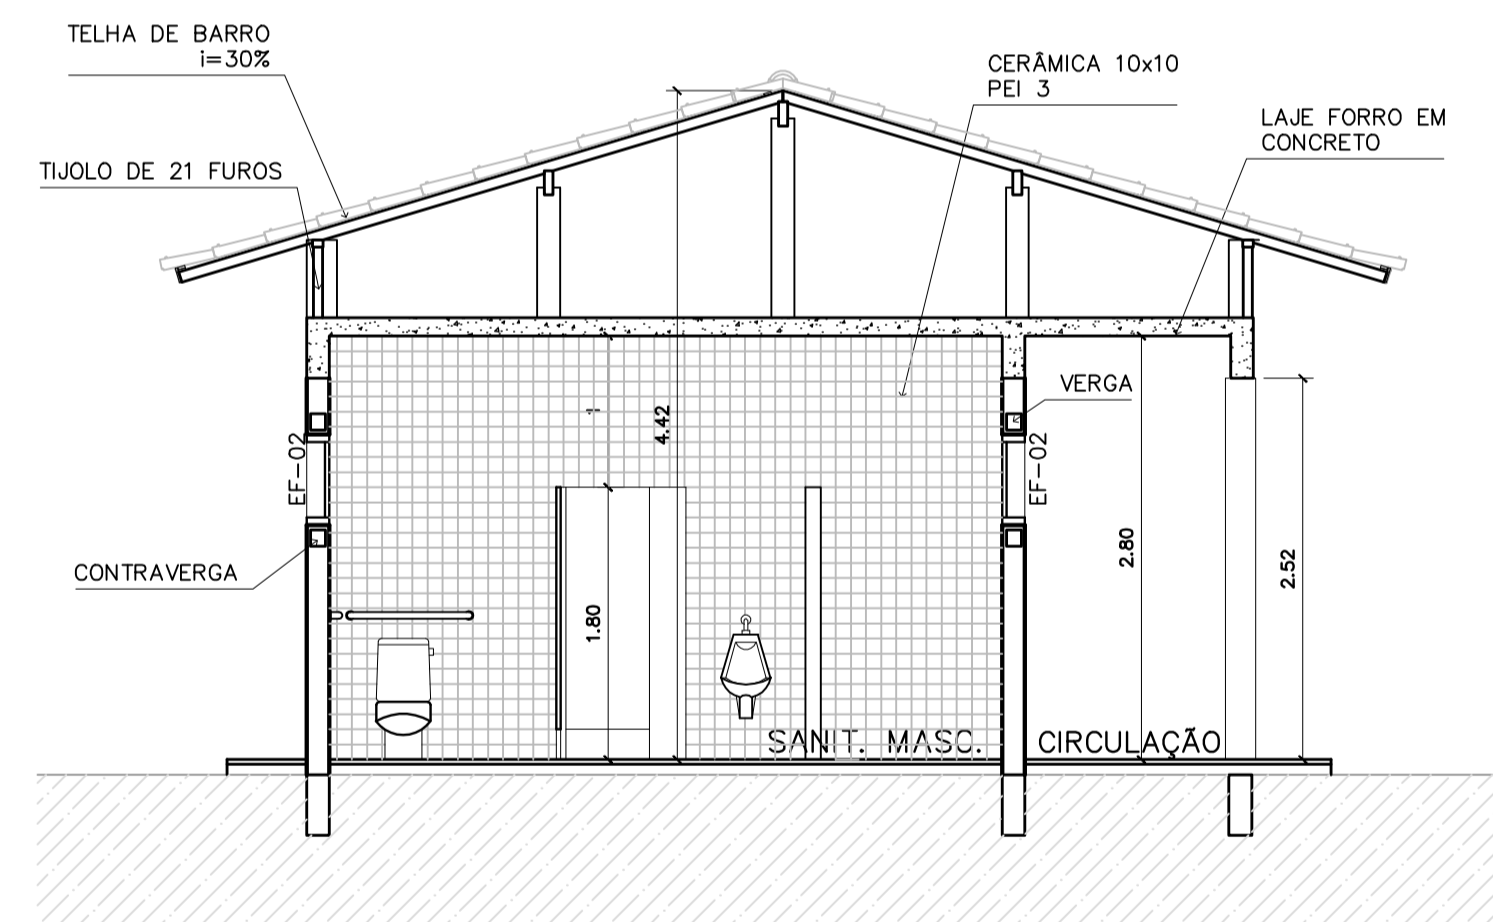 TELHA DE BARRO
i=30%
CERÂMICA 10x10
PEI 3
LAJE FORRO EM
CONCRETO
TIJOLO DE 21 FUROS
VERGA
4.42
EF-02
EF-02
2.80
2.52
CONTRAVERGA
1.80
SANIT. MASC.
CIRCULAÇÃO